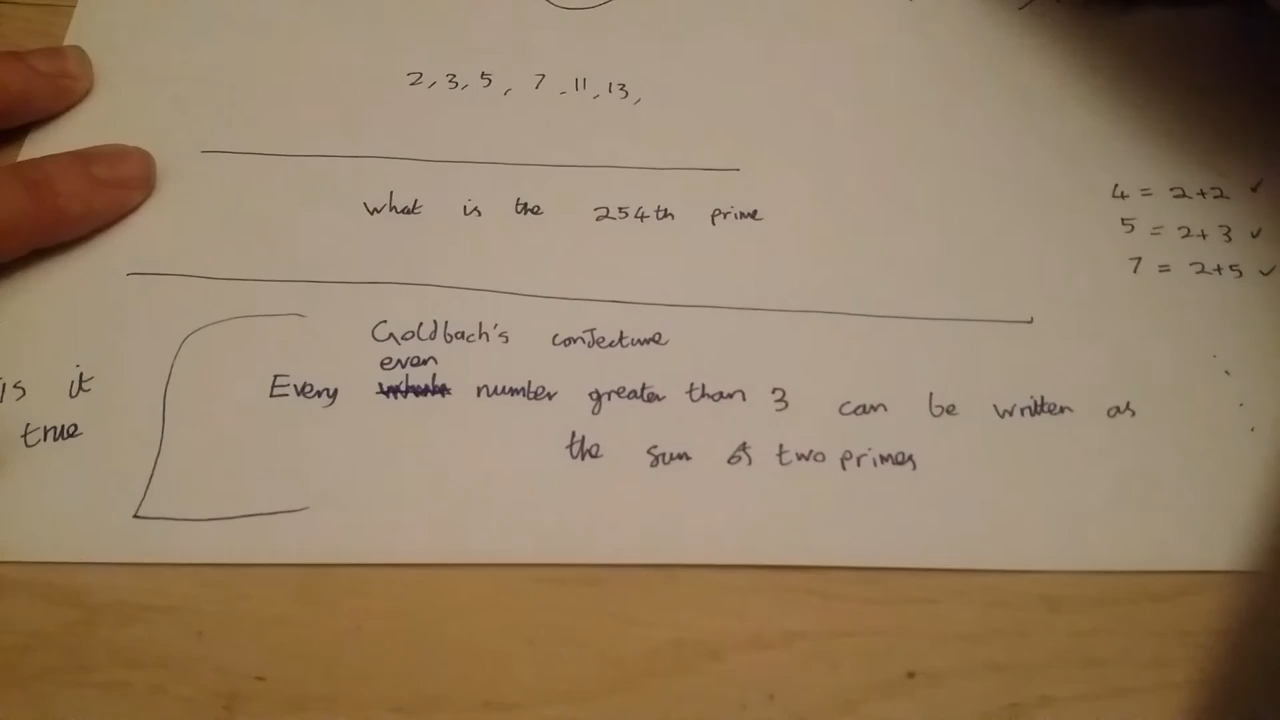 2, 3, 5, 7, 11, 13,
what is the 254th prime
4 = 2+2 ✓
5 = 2+3 ✓
7 = 2+5 ✓
Goldbach's conjecture
even
Every number greater than 3 can be written as
the sum of two primes
is it
true